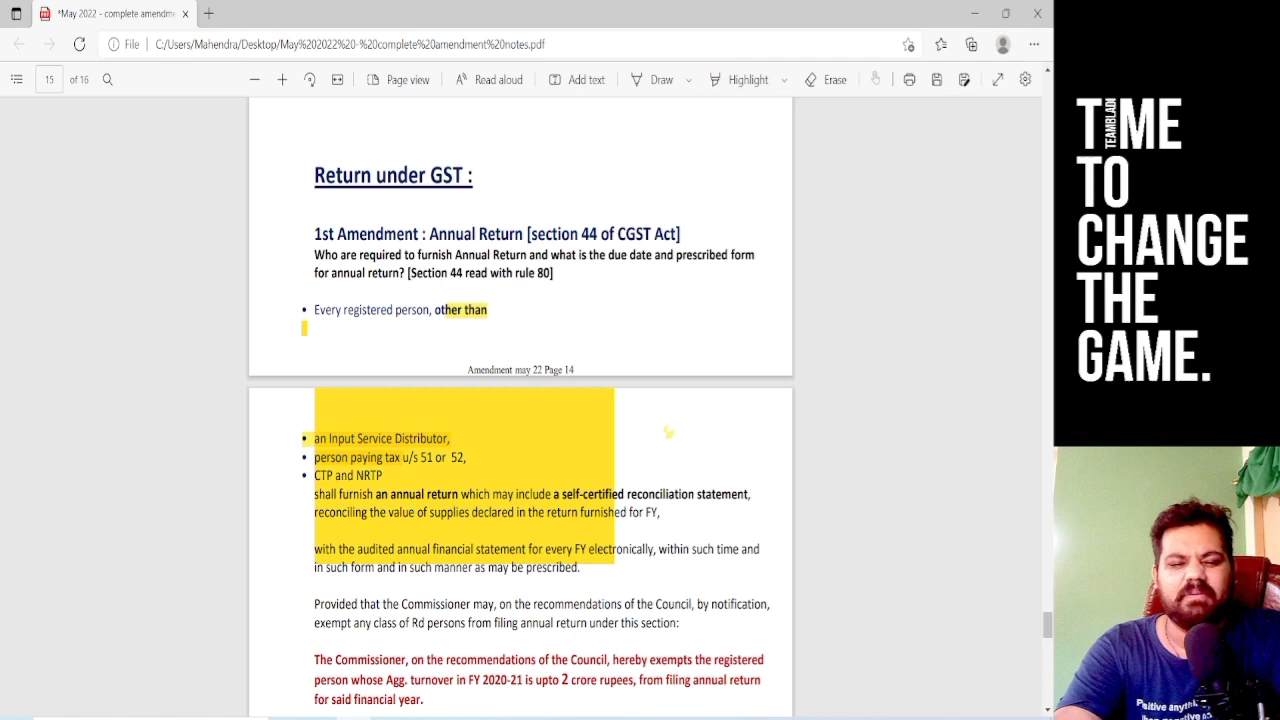 *May 2022 - complete amendme
File
C:/Users/Mahendra/Desktop/May%202022%20-%20complete%20amendment%20notes.pdf
15 of 16
Page view
Read aloud
Add text
Draw
Highlight
Erase
Return under GST :
1st Amendment : Annual Return [section 44 of CGST Act]
Who are required to furnish Annual Return and what is the due date and prescribed form
for annual return? [Section 44 read with rule 80]
• Every registered person, other than
Amendment may 22 Page 14
• an Input Service Distributor,
• person paying tax u/s 51 or 52,
• CTP and NRTP
shall furnish an annual return which may include a self-certified reconciliation statement,
reconciling the value of supplies declared in the return furnished for FY,
with the audited annual financial statement for every FY electronically, within such time and
in such form and in such manner as may be prescribed.
Provided that the Commissioner may, on the recommendations of the Council, by notification,
exempt any class of Rd persons from filing annual return under this section:
The Commissioner, on the recommendations of the Council, hereby exempts the registered
person whose Agg. turnover in FY 2020-21 is upto 2 crore rupees, from filing annual return
for said financial year.
TIME
TEAMBLADI
TO
CHANGE
THE
GAME.